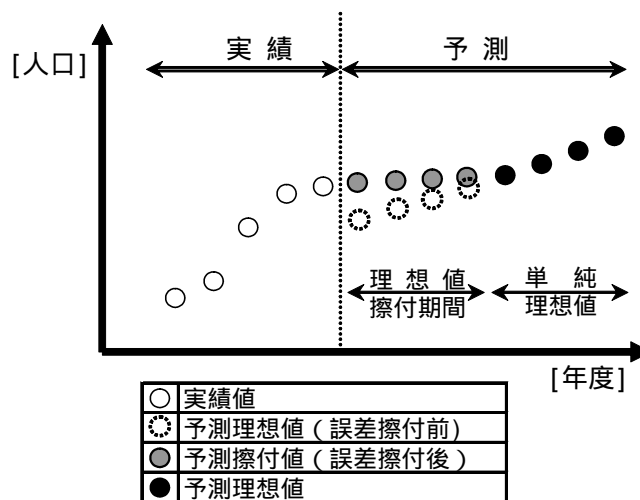 実 績
予 測
[人口]
理 想 値
擦付期間
単 純
理想値
[年度]
実績値
予測理想値（誤差擦付前)
予測擦付値（誤差擦付後）
予測理想値